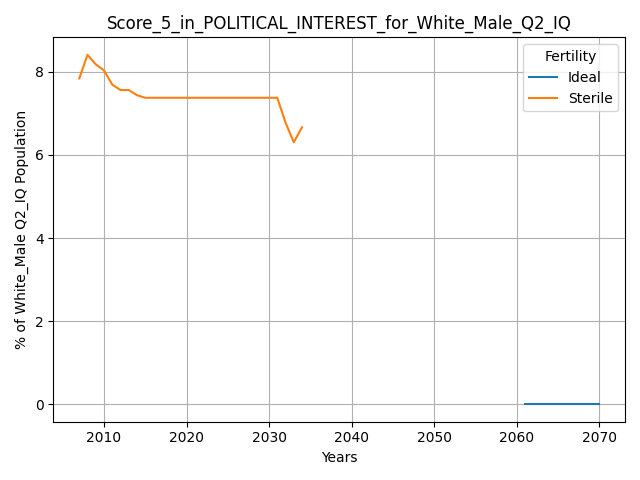 Score_5_in_POLITICAL_INTEREST_for_White_Male_Q2_IQ
% of White_Male Q2_IQ Population
8
6
4
2
0
Fertility
Ideal
Sterile
2010 2020 2030 2040 2050 2060 2070
Years